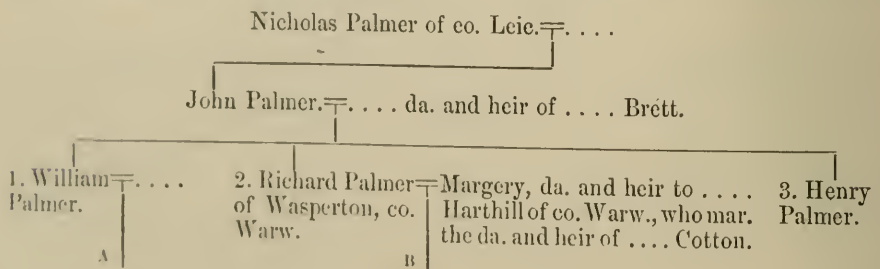 Nicholas Palmer of co. Leic.=. . . .
John Palmer.=. . . . da. and heir of . . . . Brett.
1. William=. . . .
Palmer.
2. Richard Palmer=Margery, da. and heir to . . . .
of Wasperton, co.
Warw.
Harthill of co. Warw., who mar.
the da. and heir of . . . . Cotton.
3. Henry
Palmer.
A
B